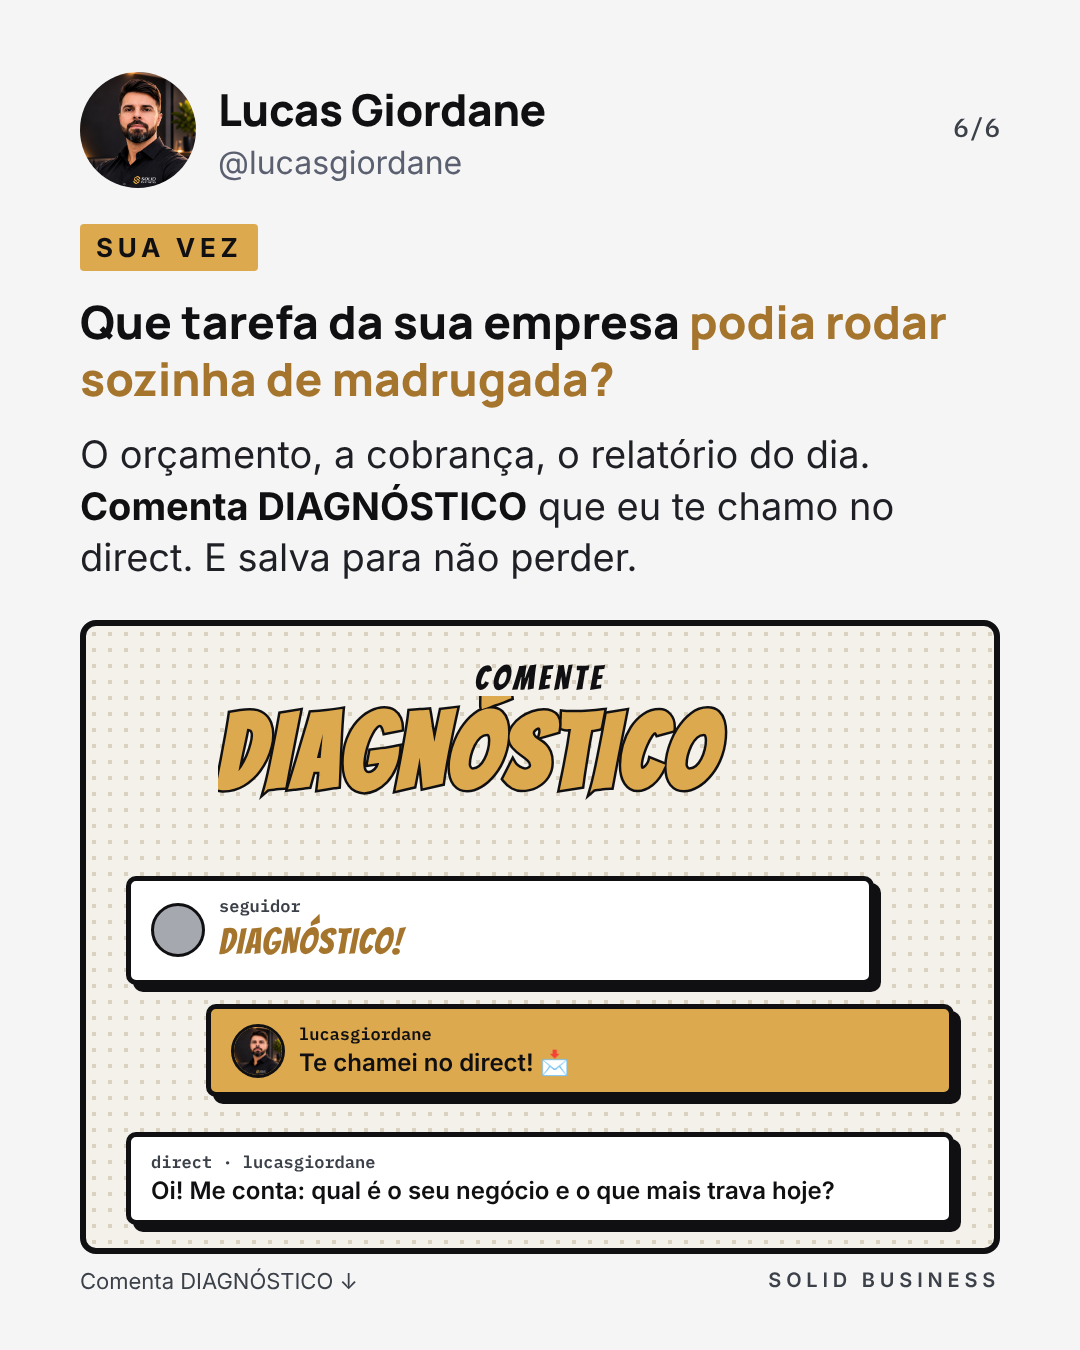 Lucas Giordane
@lucasgiordane
6/6
SUA VEZ
Que tarefa da sua empresa podia rodar
sozinha de madrugada?
O orçamento, a cobrança, o relatório do dia.
Comenta DIAGNÓSTICO que eu te chamo no
direct. E salva para não perder.
COMENTE
DIAGNÓSTICO
seguidor
DIAGNÓSTICO!
lucasgiordane
Te chamei no direct! 📩
direct · lucasgiordane
Oi! Me conta: qual é o seu negócio e o que mais trava hoje?
Comenta DIAGNÓSTICO ↓
SOLID BUSINESS